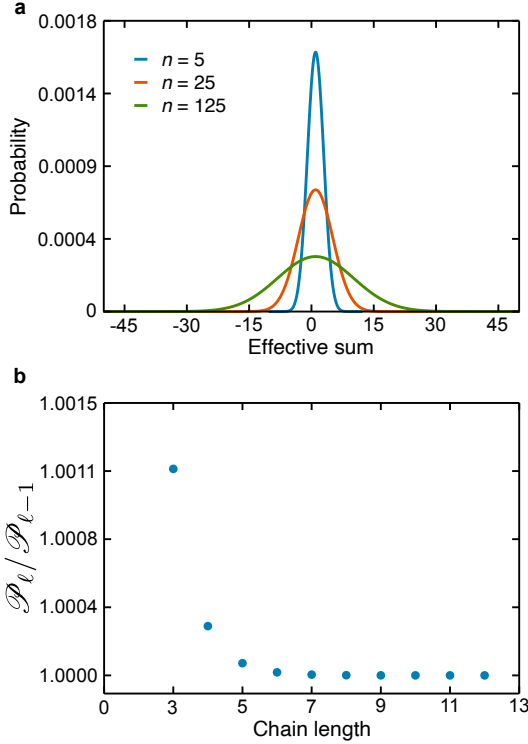 a
0.0018
0.0014
0.0009
0.0004
0
Probability
n = 5
n = 25
n = 125
-45 -30 -15 0 15 30 45
Effective sum
b
1.0015
1.0011
1.0008
1.0004
1.0000
𝒫ℓ/𝒫ℓ−1
0 3 5 7 9 11 13
Chain length